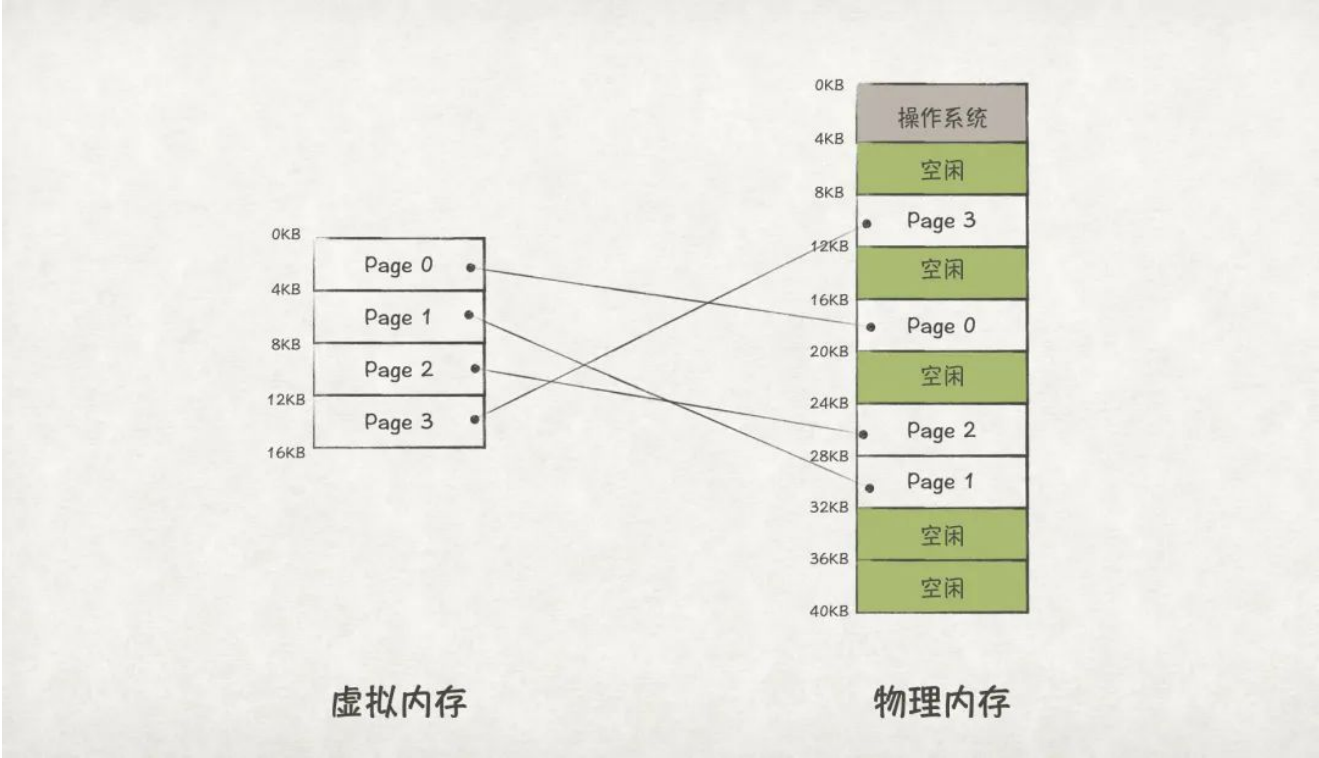 0KB
Page 0
4KB
Page 1
8KB
Page 2
12KB
Page 3
16KB
虚拟内存
0KB
操作系统
4KB
空闲
8KB
Page 3
12KB
空闲
16KB
Page 0
20KB
空闲
24KB
Page 2
28KB
Page 1
32KB
空闲
36KB
空闲
40KB
物理内存